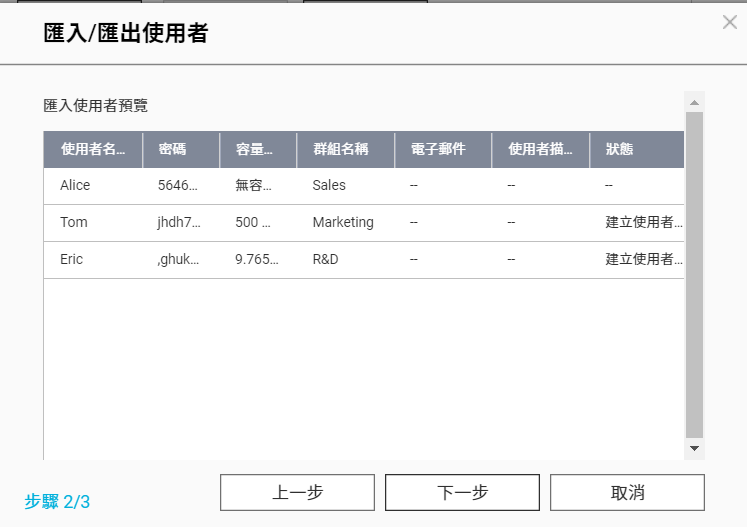 匯入/匯出使用者
匯入使用者預覽
使用者名... 密碼 容量... 群組名稱 電子郵件 使用者描... 狀態
Alice 5646... 無容... Sales -- -- --
Tom jhdh7... 500 ... Marketing -- -- 建立使用者...
Eric ,ghuk... 9.765... R&D -- -- 建立使用者...
步驟 2/3 上一步 下一步 取消